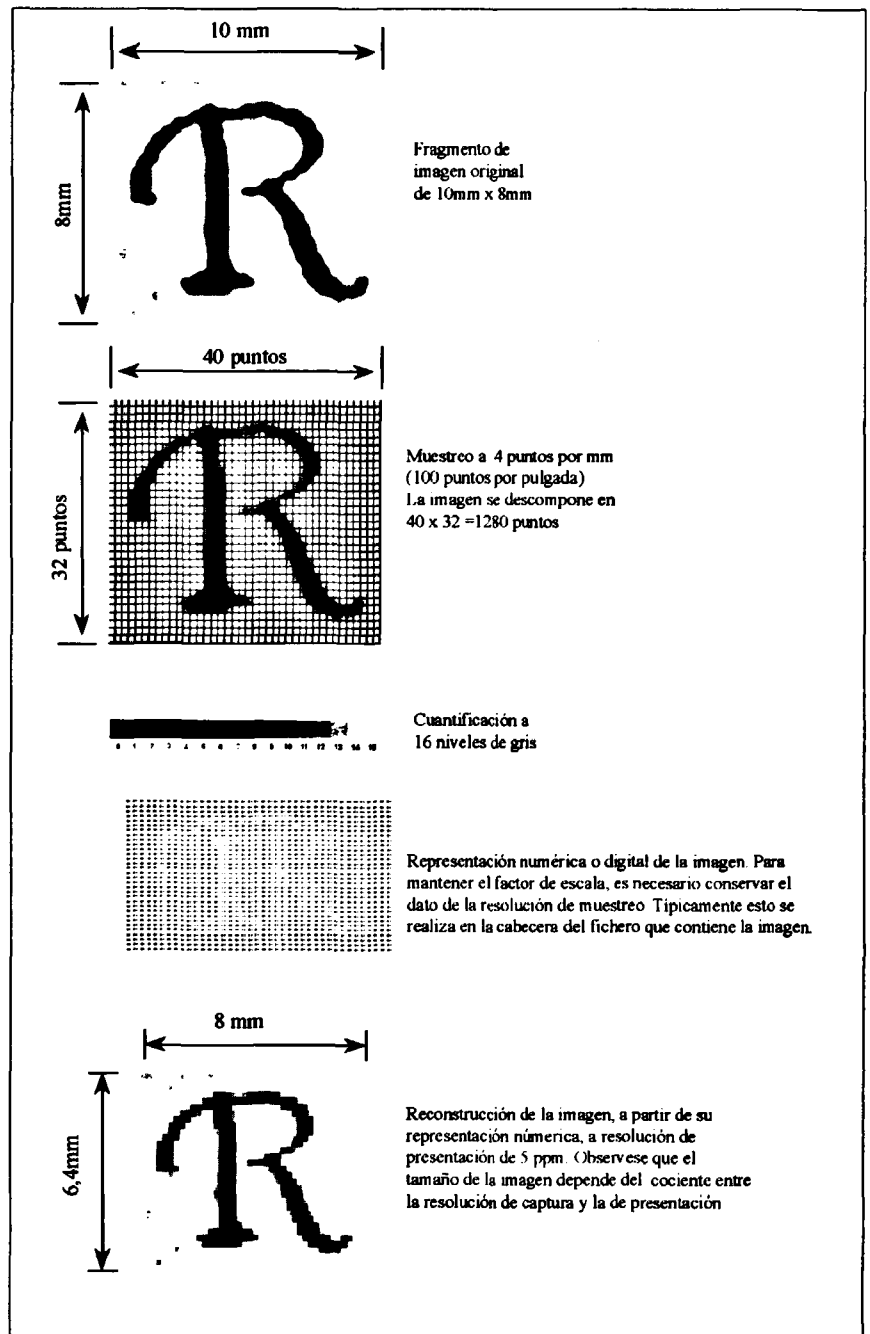 10 mm
8mm
R
Fragmento de
imagen original
de 10mm x 8mm
40 puntos
32 puntos
R
Muestreo a 4 puntos por mm
(100 puntos por pulgada)
La imagen se descompone en
40 x 32 =1280 puntos
Cuantificación a
16 niveles de gris
0 1 2 3 4 5 6 7 8 9 10 11 12 13 14 15
Representación numérica o digital de la imagen. Para
mantener el factor de escala, es necesario conservar el
dato de la resolución de muestreo Típicamente esto se
realiza en la cabecera del fichero que contiene la imagen.
8 mm
6,4mm
R
Reconstrucción de la imagen, a partir de su
representación númerica, a resolución de
presentación de 5 ppm. Observese que el
tamaño de la imagen depende del cociente entre
la resolución de captura y la de presentación